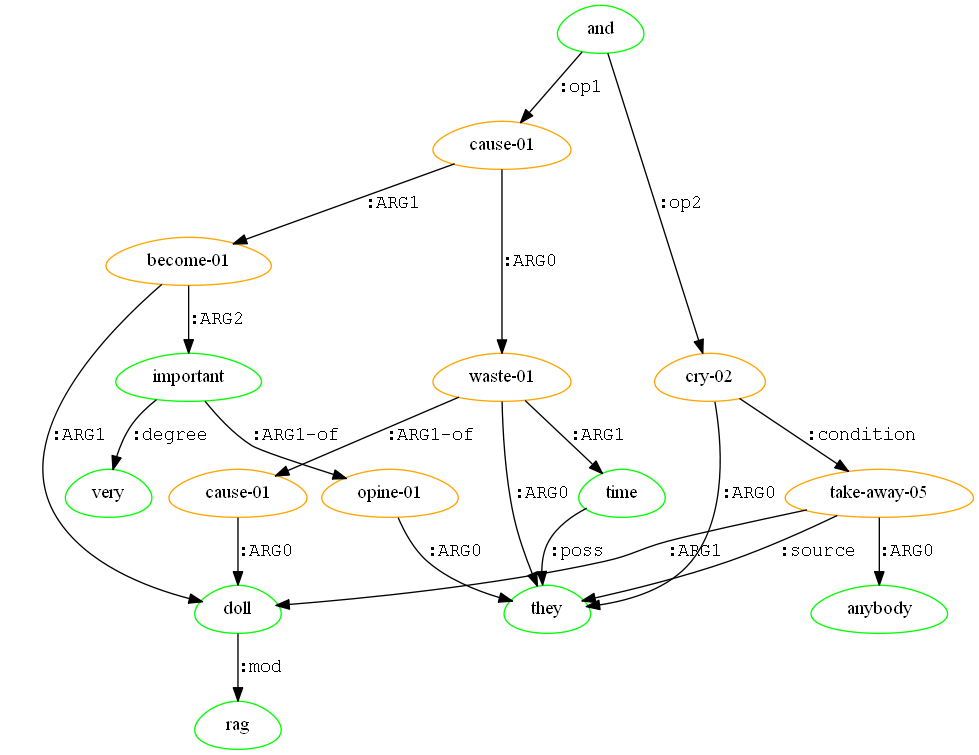 and
:op1
cause-01
:ARG1
:op2
become-01
:ARG0
:ARG2
important
waste-01
cry-02
:ARG1
:degree
:ARG1-of
:ARG1-of
:ARG1
:condition
very
cause-01
opine-01
:ARG0
time
:ARG0
take-away-05
:ARG0
:ARG0
:poss
:ARG1
:source
:ARG0
doll
they
anybody
:mod
rag